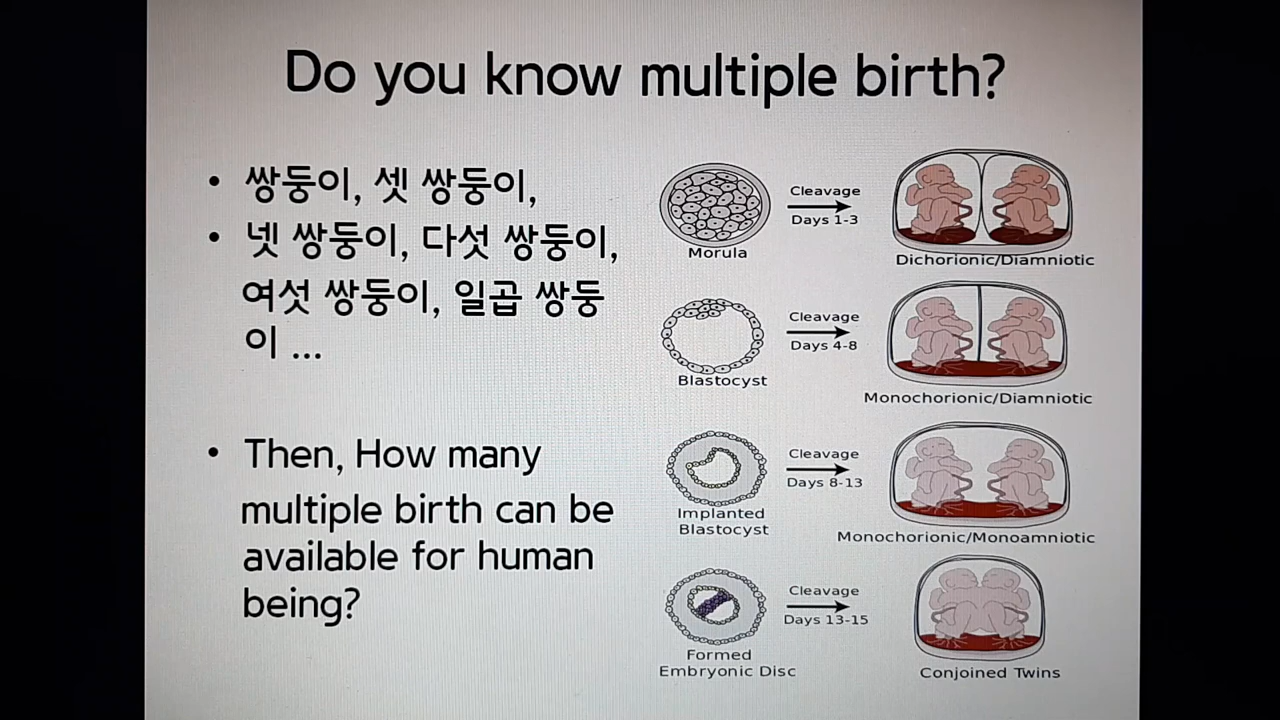 Do you know multiple birth?
• 쌍둥이, 셋 쌍둥이,
• 넷 쌍둥이, 다섯 쌍둥이,
여섯 쌍둥이, 일곱 쌍둥
이 ...
• Then, How many
multiple birth can be
available for human
being?
Morula
Cleavage
Days 1-3
Dichorionic/Diamniotic
Blastocyst
Cleavage
Days 4-8
Monochorionic/Diamniotic
Implanted
Blastocyst
Cleavage
Days 8-13
Monochorionic/Monoamniotic
Formed
Embryonic Disc
Cleavage
Days 13-15
Conjoined Twins